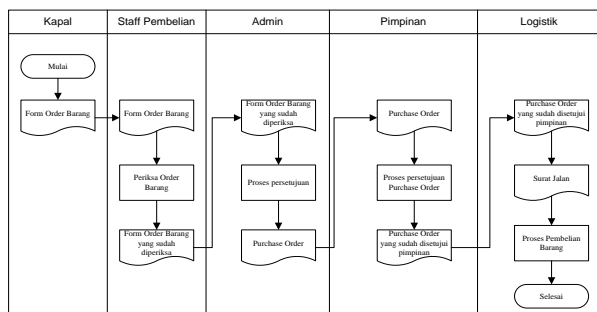 Kapal
Staff Pembelian
Admin
Pimpinan
Logistik
Mulai
Form Order Barang
Form Order Barang
Periksa Order
Barang
Form Order Barang
yang sudah
diperiksa
Form Order Barang
yang sudah
diperiksa
Proses persetujuan
Purchase Order
Purchase Order
Proses persetujuan
Purchase Order
Purchase Order
yang sudah disetujui
pimpinan
Purchase Order
yang sudah disetujui
pimpinan
Surat Jalan
Proses Pembelian
Barang
Selesai